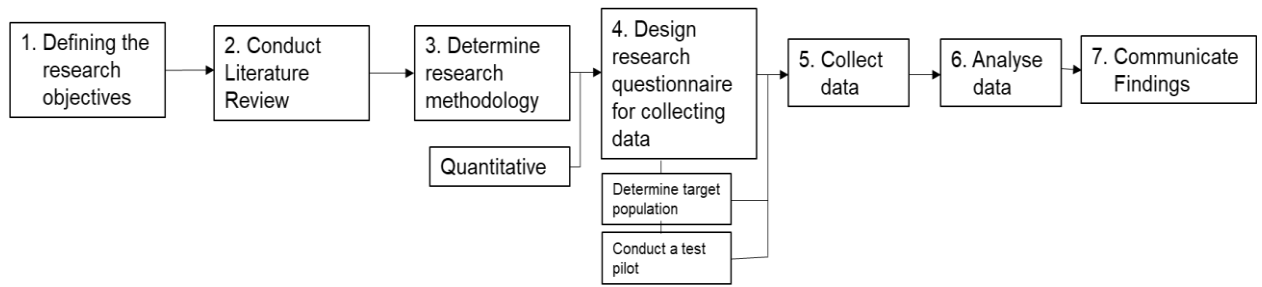 1. Defining the
research
objectives
2. Conduct
Literature
Review
3. Determine
research
methodology
Quantitative
4. Design
research
questionnaire
for collecting
data
Determine target
population
Conduct a test
pilot
5. Collect
data
6. Analyse
data
7. Communicate
Findings